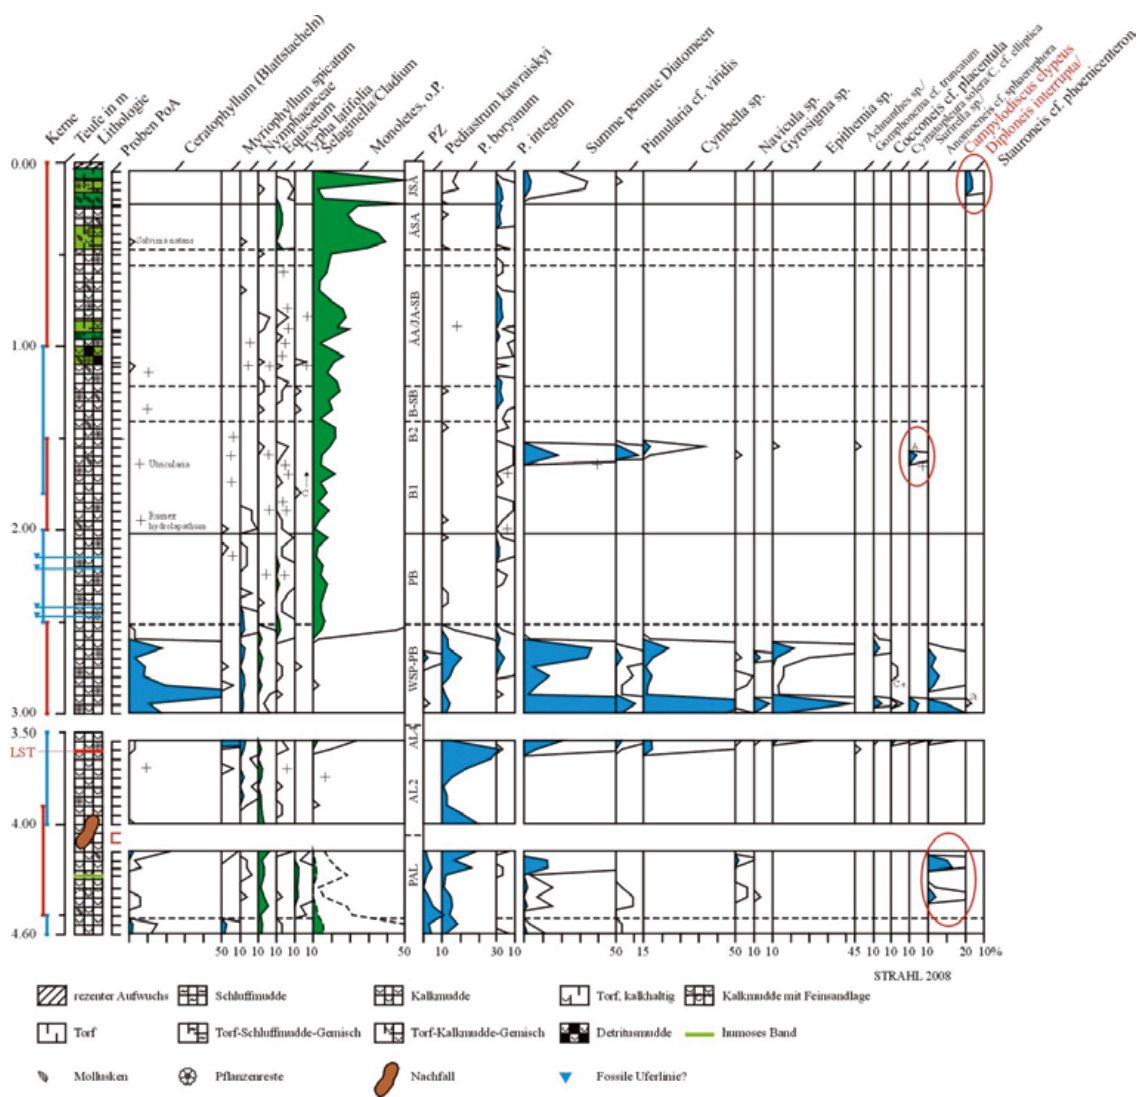 Kerne
Teufe in m
Lithologie
Proben PoA
Ceratophyllum (Blattstacheln)
Myriophyllum spicatum
Nymphaeaceae
Equisetum
Typha latifolia
Selaginella/Cladium
Monoletes, o.P.
PZ
Pediastrum kawraiskyi
P. boryanum
P. integrum
Summe pennate Diatomeen
Pinnularia cf. viridis
Cymbella sp.
Navicula sp.
Gyrosigma sp.
Epithemia sp.
Achnanthes sp./
Gomphonema cf. truncatum
Cocconeis cf. placentula
Cymatopleura solera/C. cf. elliptica
Surirella sp.
Anomoeoneis cf. sphaerophora
Campylodiscus clypeus
Diploneis interrupta/
Stauroneis cf. phoenicenteron
0.00
1.00
2.00
3.00
3.50
LST
4.00
4.60
Salvinia natans
Utricularia
Rumex
hydrolapathum
JSA
ÄSA
ÄA/JA-SB
B-SB
B2
B1
PB
WSP-PB
AL2
PAL
50 10 10 10 10 10 50 10 10 30 10 50 15 50 10 10 45 10 10 10 10 20 10%
STRAHL 2008
rezenter Aufwuchs
Schluffmudde
Kalkmudde
Torf, kalkhaltig
Kalkmudde mit Feinsandlage
Torf
Torf-Schluffmudde-Gemisch
Torf-Kalkmudde-Gemisch
Detritusmudde
humoses Band
Mollusken
Pflanzenreste
Nachfall
Fossile Uferlinie?